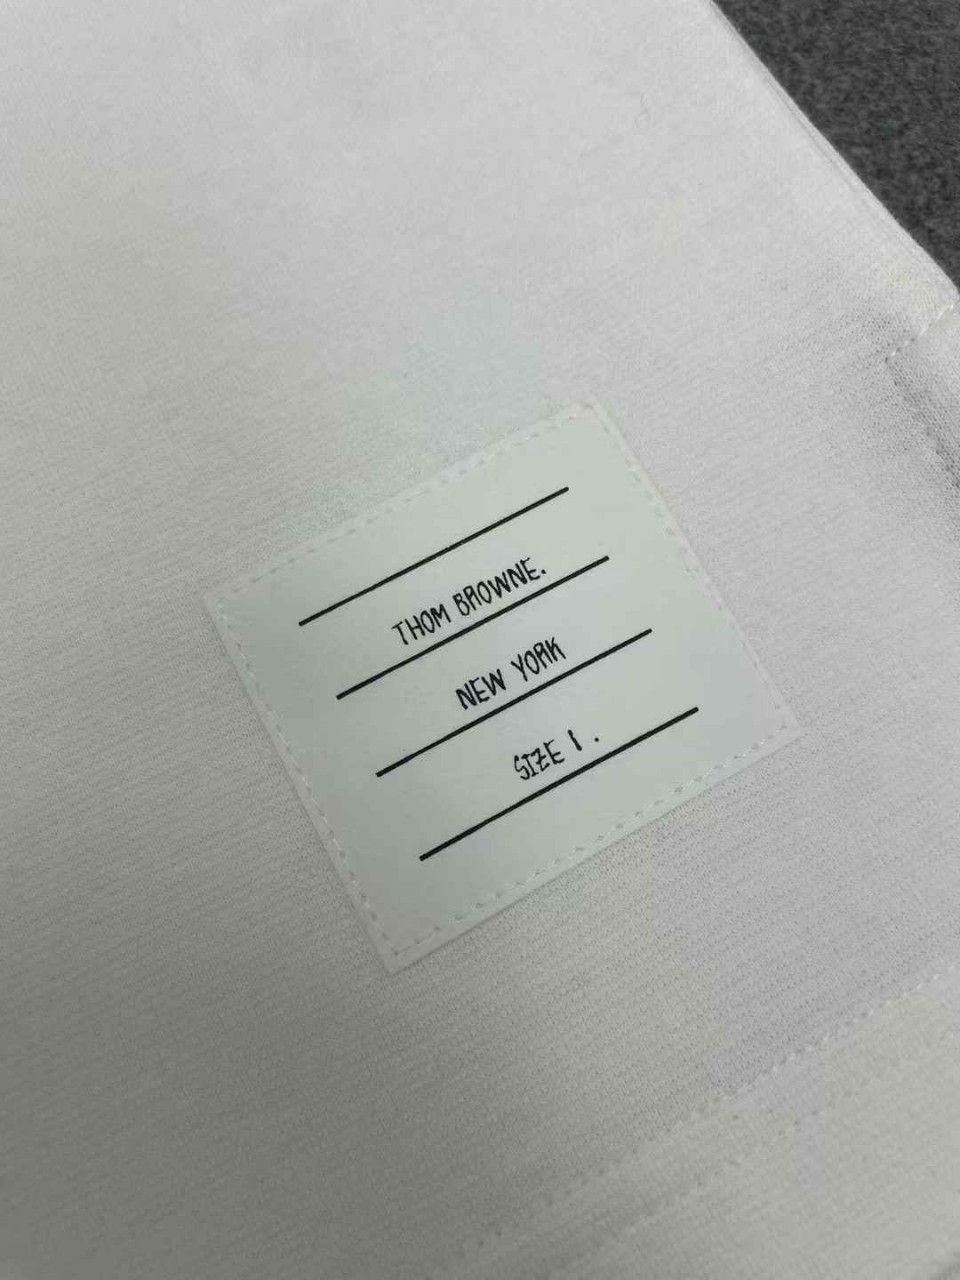 THOM BROWNE.
NEW YORK
SIZE 1 .